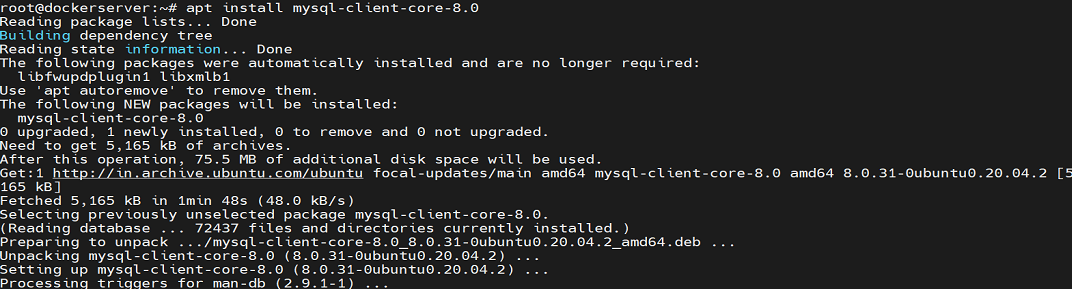 root@dockerserver:~# apt install mysql-client-core-8.0
Reading package lists... Done
Building dependency tree
Reading state information... Done
The following packages were automatically installed and are no longer required:
  libfwupdplugin1 libxmlb1
Use 'apt autoremove' to remove them.
The following NEW packages will be installed:
  mysql-client-core-8.0
0 upgraded, 1 newly installed, 0 to remove and 0 not upgraded.
Need to get 5,165 kB of archives.
After this operation, 75.5 MB of additional disk space will be used.
Get:1 http://in.archive.ubuntu.com/ubuntu focal-updates/main amd64 mysql-client-core-8.0 amd64 8.0.31-0ubuntu0.20.04.2 [5
165 kB]
Fetched 5,165 kB in 1min 48s (48.0 kB/s)
Selecting previously unselected package mysql-client-core-8.0.
(Reading database ... 72437 files and directories currently installed.)
Preparing to unpack .../mysql-client-core-8.0_8.0.31-0ubuntu0.20.04.2_amd64.deb ...
Unpacking mysql-client-core-8.0 (8.0.31-0ubuntu0.20.04.2) ...
Setting up mysql-client-core-8.0 (8.0.31-0ubuntu0.20.04.2) ...
Processing triggers for man-db (2.9.1-1) ...